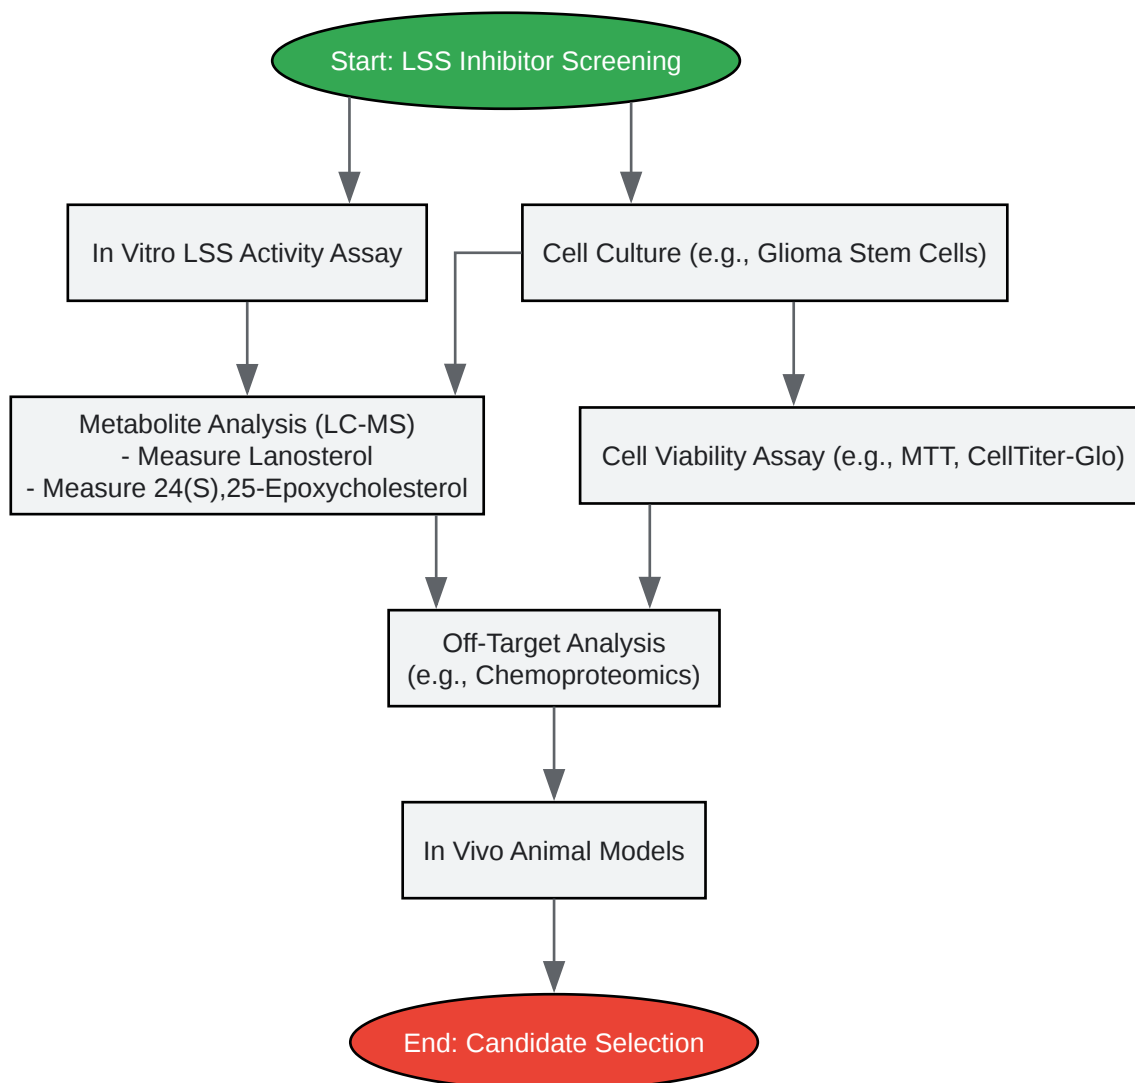 Start: LSS Inhibitor Screening
In Vitro LSS Activity Assay
Cell Culture (e.g., Glioma Stem Cells)
Metabolite Analysis (LC-MS)
- Measure Lanosterol
- Measure 24(S),25-Epoxycholesterol
Cell Viability Assay (e.g., MTT, CellTiter-Glo)
Off-Target Analysis
(e.g., Chemoproteomics)
In Vivo Animal Models
End: Candidate Selection